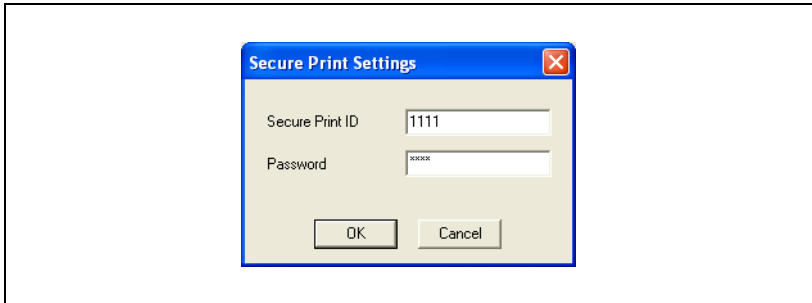 Secure Print Settings
Secure Print ID 1111
Password ****
OK Cancel